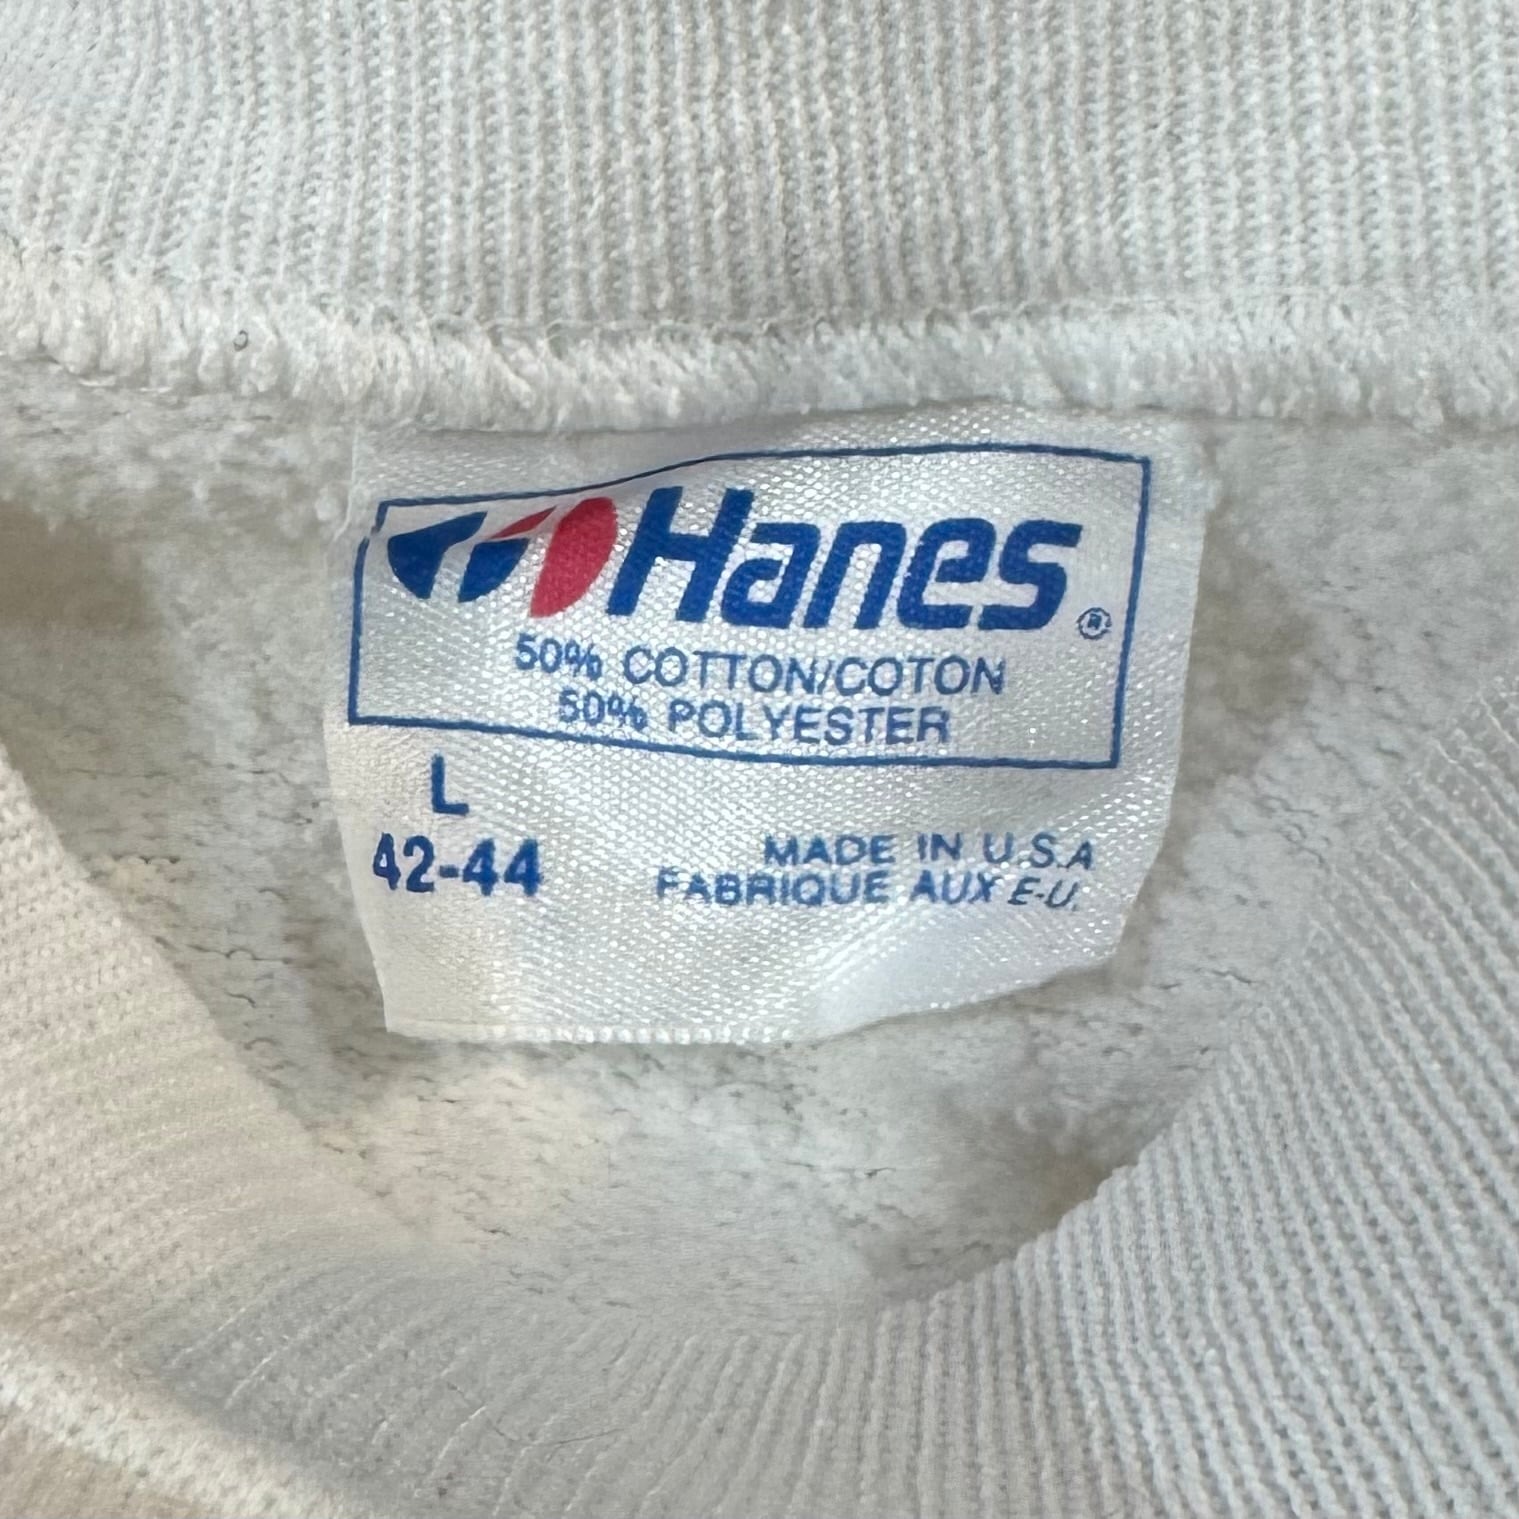 Hanes®
50% COTTON/COTON
50% POLYESTER
L
42-44
MADE IN U.S.A
FABRIQUE AUX E-U.